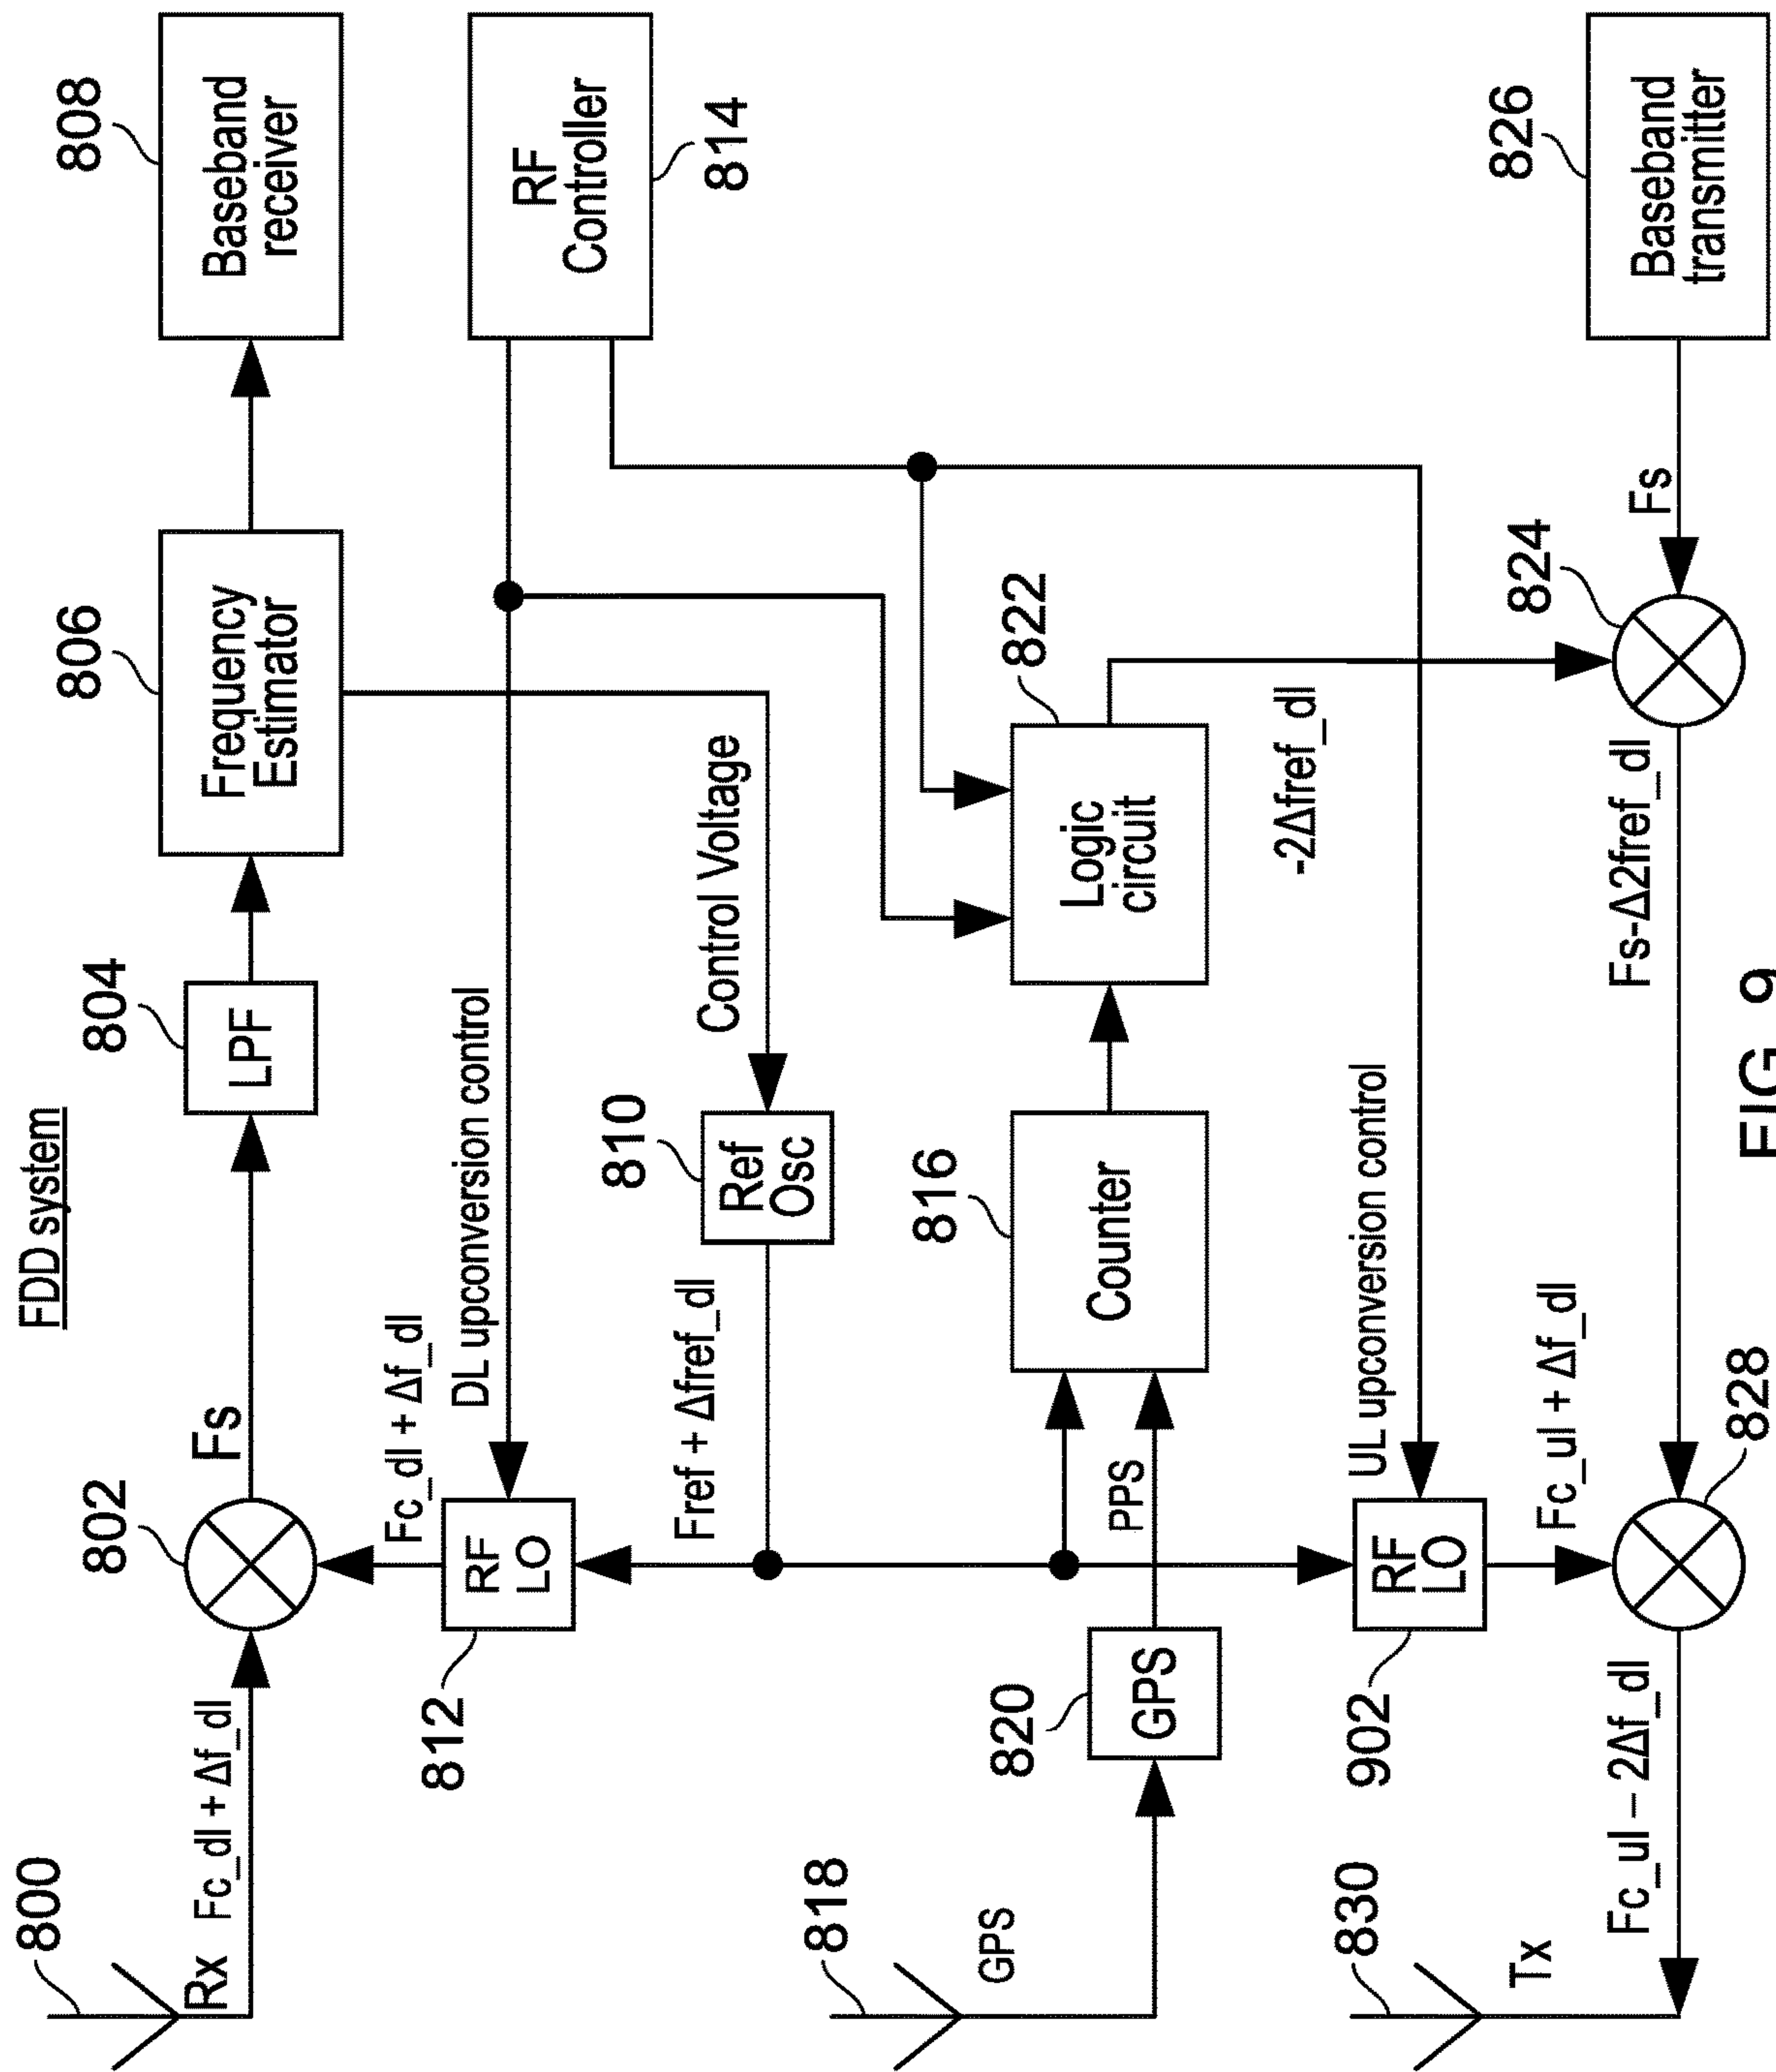 FDD system
800
Rx
Fc_dl + Δf_dl
802
Fs
804
LPF
806
Frequency
Estimator
808
Baseband
receiver
812
RF
LO
Fc_dl + Δf_dl
DL upconversion control
RF
Controller
814
Fref + Δfref_dl
810
Ref
Osc
Control Voltage
818
GPS
820
GPS
PPS
816
Counter
822
Logic
circuit
-2Δfref_dl
902
RF
LO
UL upconversion control
Fc_ul + Δf_dl
830
Tx
Fc_ul – 2Δf_dl
828
Fs-Δ2fref_dl
824
Fs
826
Baseband
transmitter
FIG. 9